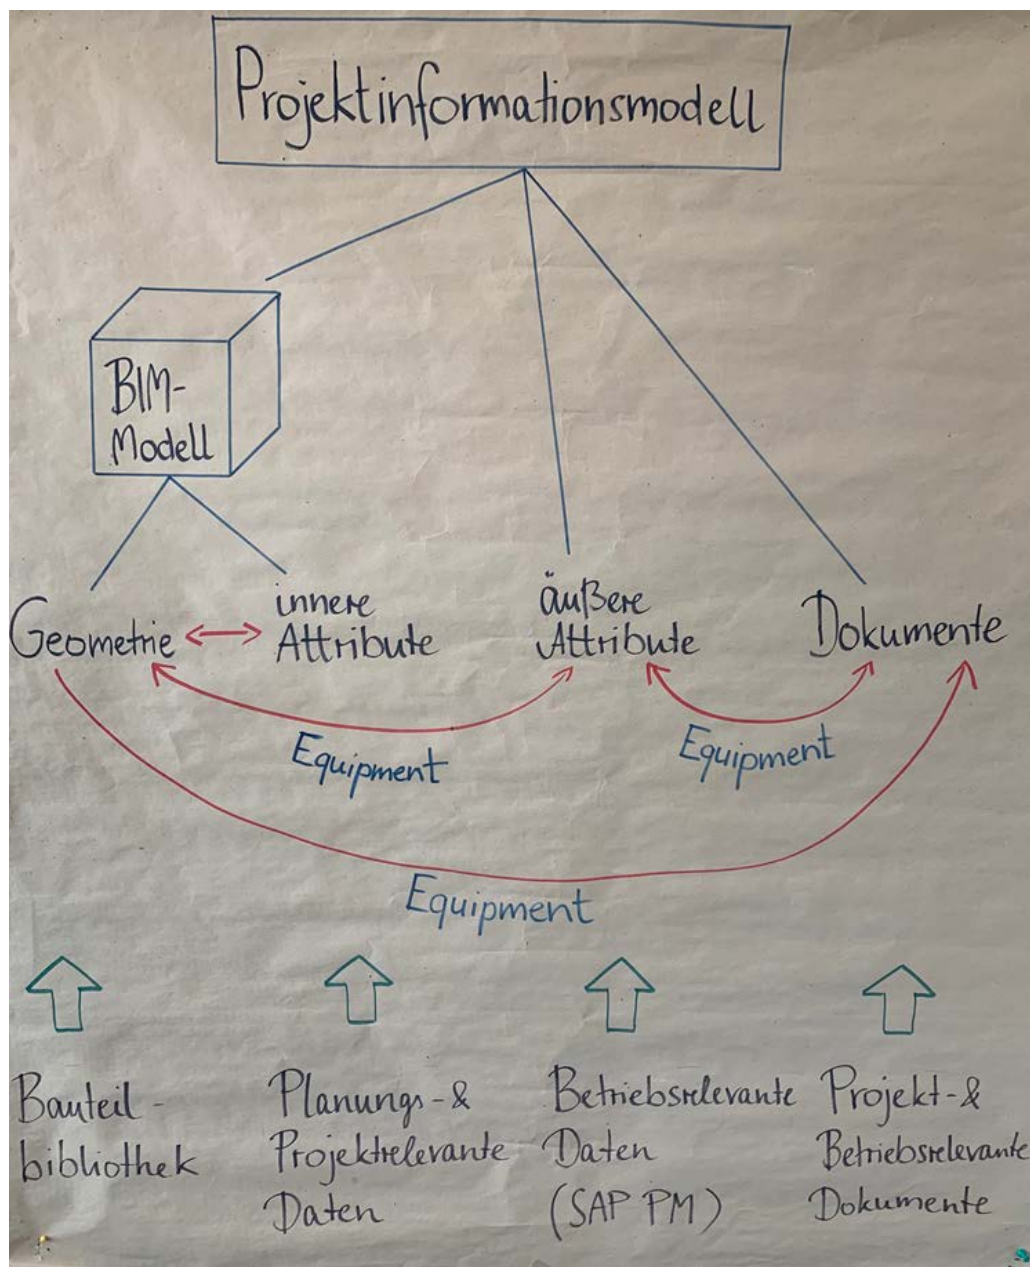 Projektinformationsmodell
BIM-
Modell
Geometrie
innere
Attribute
äußere
Attribute
Dokumente
Equipment
Equipment
Equipment
Bauteil-
bibliothek
Planungs-&
Projektrelevante
Daten
Betriebsrelevante
Daten
(SAP PM)
Projekt-&
Betriebsrelevante
Dokumente